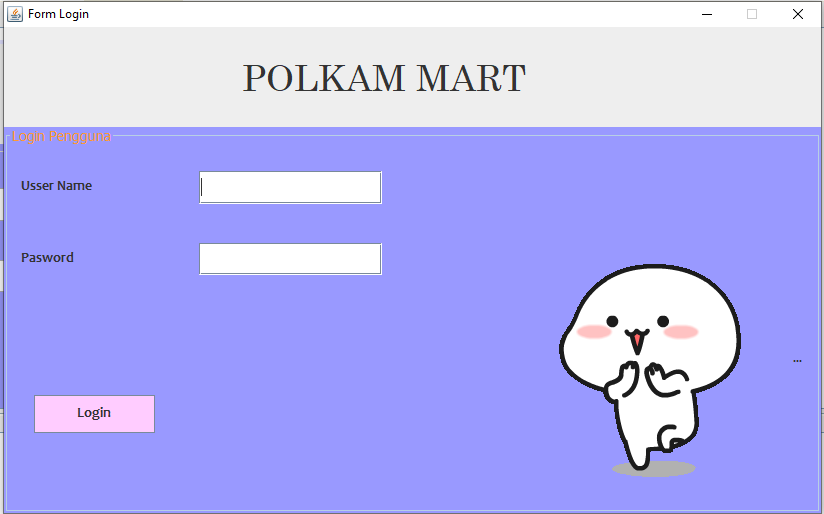 Form Login
POLKAM MART
Login Pengguna
Usser Name
Pasword
...
Login